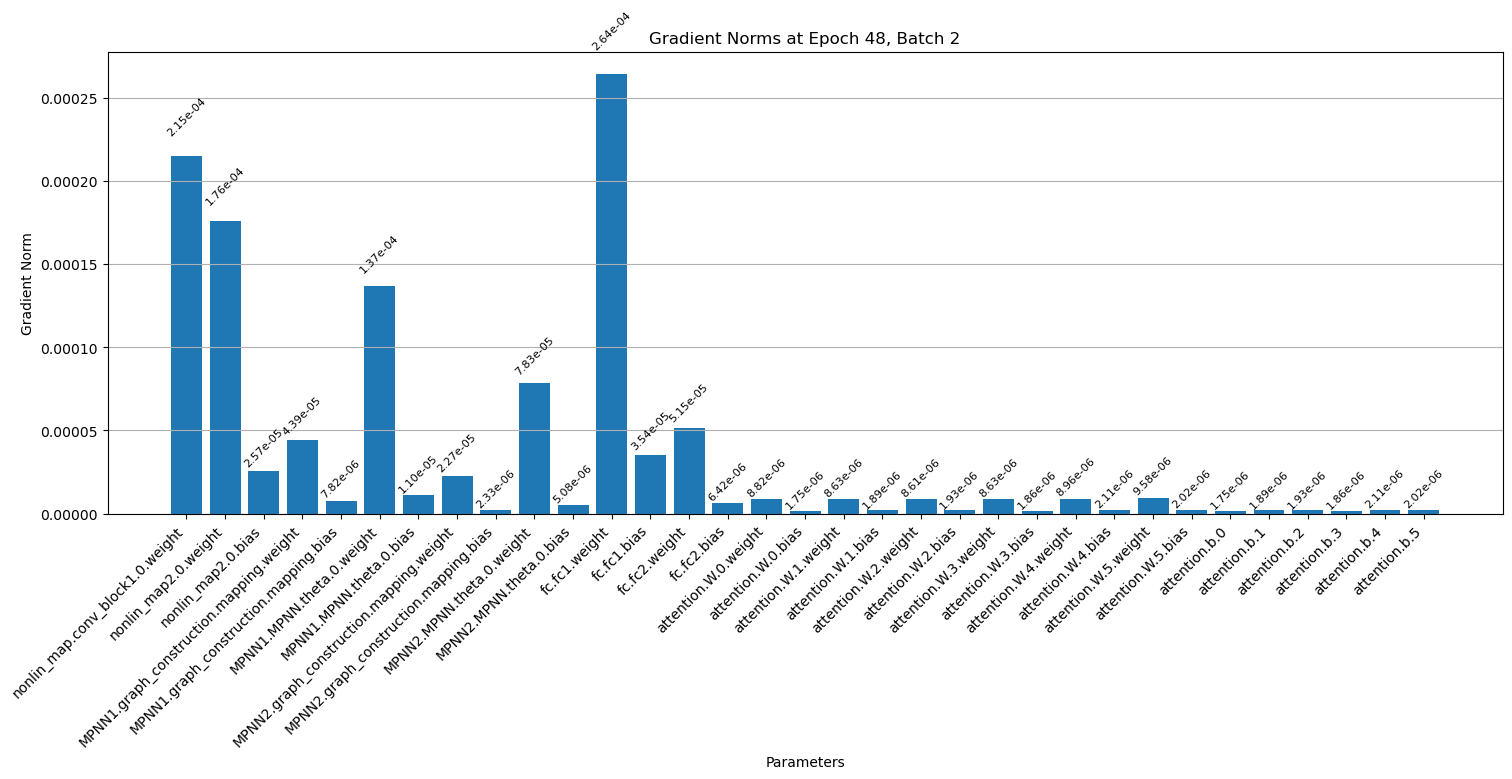 Gradient Norms at Epoch 48, Batch 2
Gradient Norm
0.00025
0.00020
0.00015
0.00010
0.00005
0.00000
2.15e-04
1.76e-04
2.57e-05
4.39e-05
7.82e-06
1.37e-04
1.10e-05
2.27e-05
2.33e-06
7.83e-05
5.08e-06
2.64e-04
3.54e-05
5.15e-05
6.42e-06
8.82e-06
1.75e-06
8.63e-06
1.89e-06
8.61e-06
1.93e-06
8.63e-06
1.86e-06
8.96e-06
2.11e-06
9.58e-06
2.02e-06
1.75e-06
1.89e-06
1.93e-06
1.86e-06
2.11e-06
2.02e-06
nonlin_map.conv_block1.0.weight
nonlin_map2.0.weight
nonlin_map2.0.bias
MPNN1.graph_construction.mapping.weight
MPNN1.graph_construction.mapping.bias
MPNN1.MPNN.theta.0.weight
MPNN1.MPNN.theta.0.bias
MPNN2.graph_construction.mapping.weight
MPNN2.graph_construction.mapping.bias
MPNN2.MPNN.theta.0.weight
MPNN2.MPNN.theta.0.bias
fc.fc1.weight
fc.fc1.bias
fc.fc2.weight
fc.fc2.bias
attention.W.0.weight
attention.W.0.bias
attention.W.1.weight
attention.W.1.bias
attention.W.2.weight
attention.W.2.bias
attention.W.3.weight
attention.W.3.bias
attention.W.4.weight
attention.W.4.bias
attention.W.5.weight
attention.W.5.bias
attention.b.0
attention.b.1
attention.b.2
attention.b.3
attention.b.4
attention.b.5
Parameters